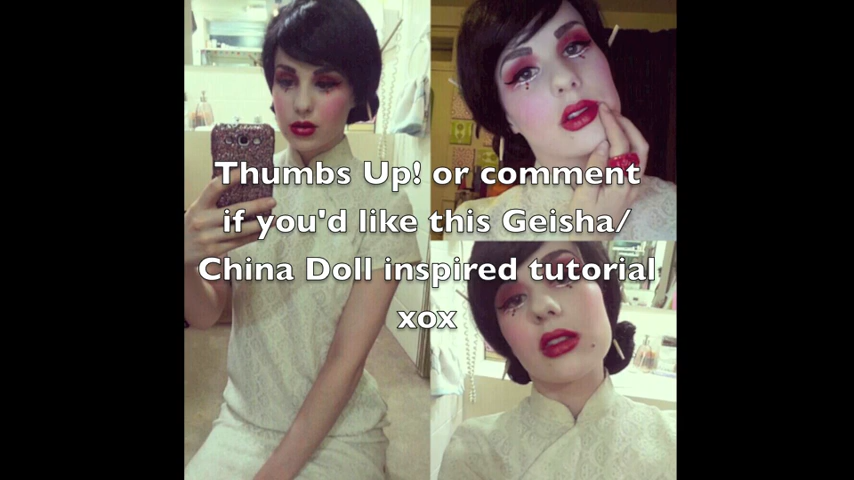 Thumbs Up! or comment
if you'd like this Geisha/
China Doll inspired tutorial
xox